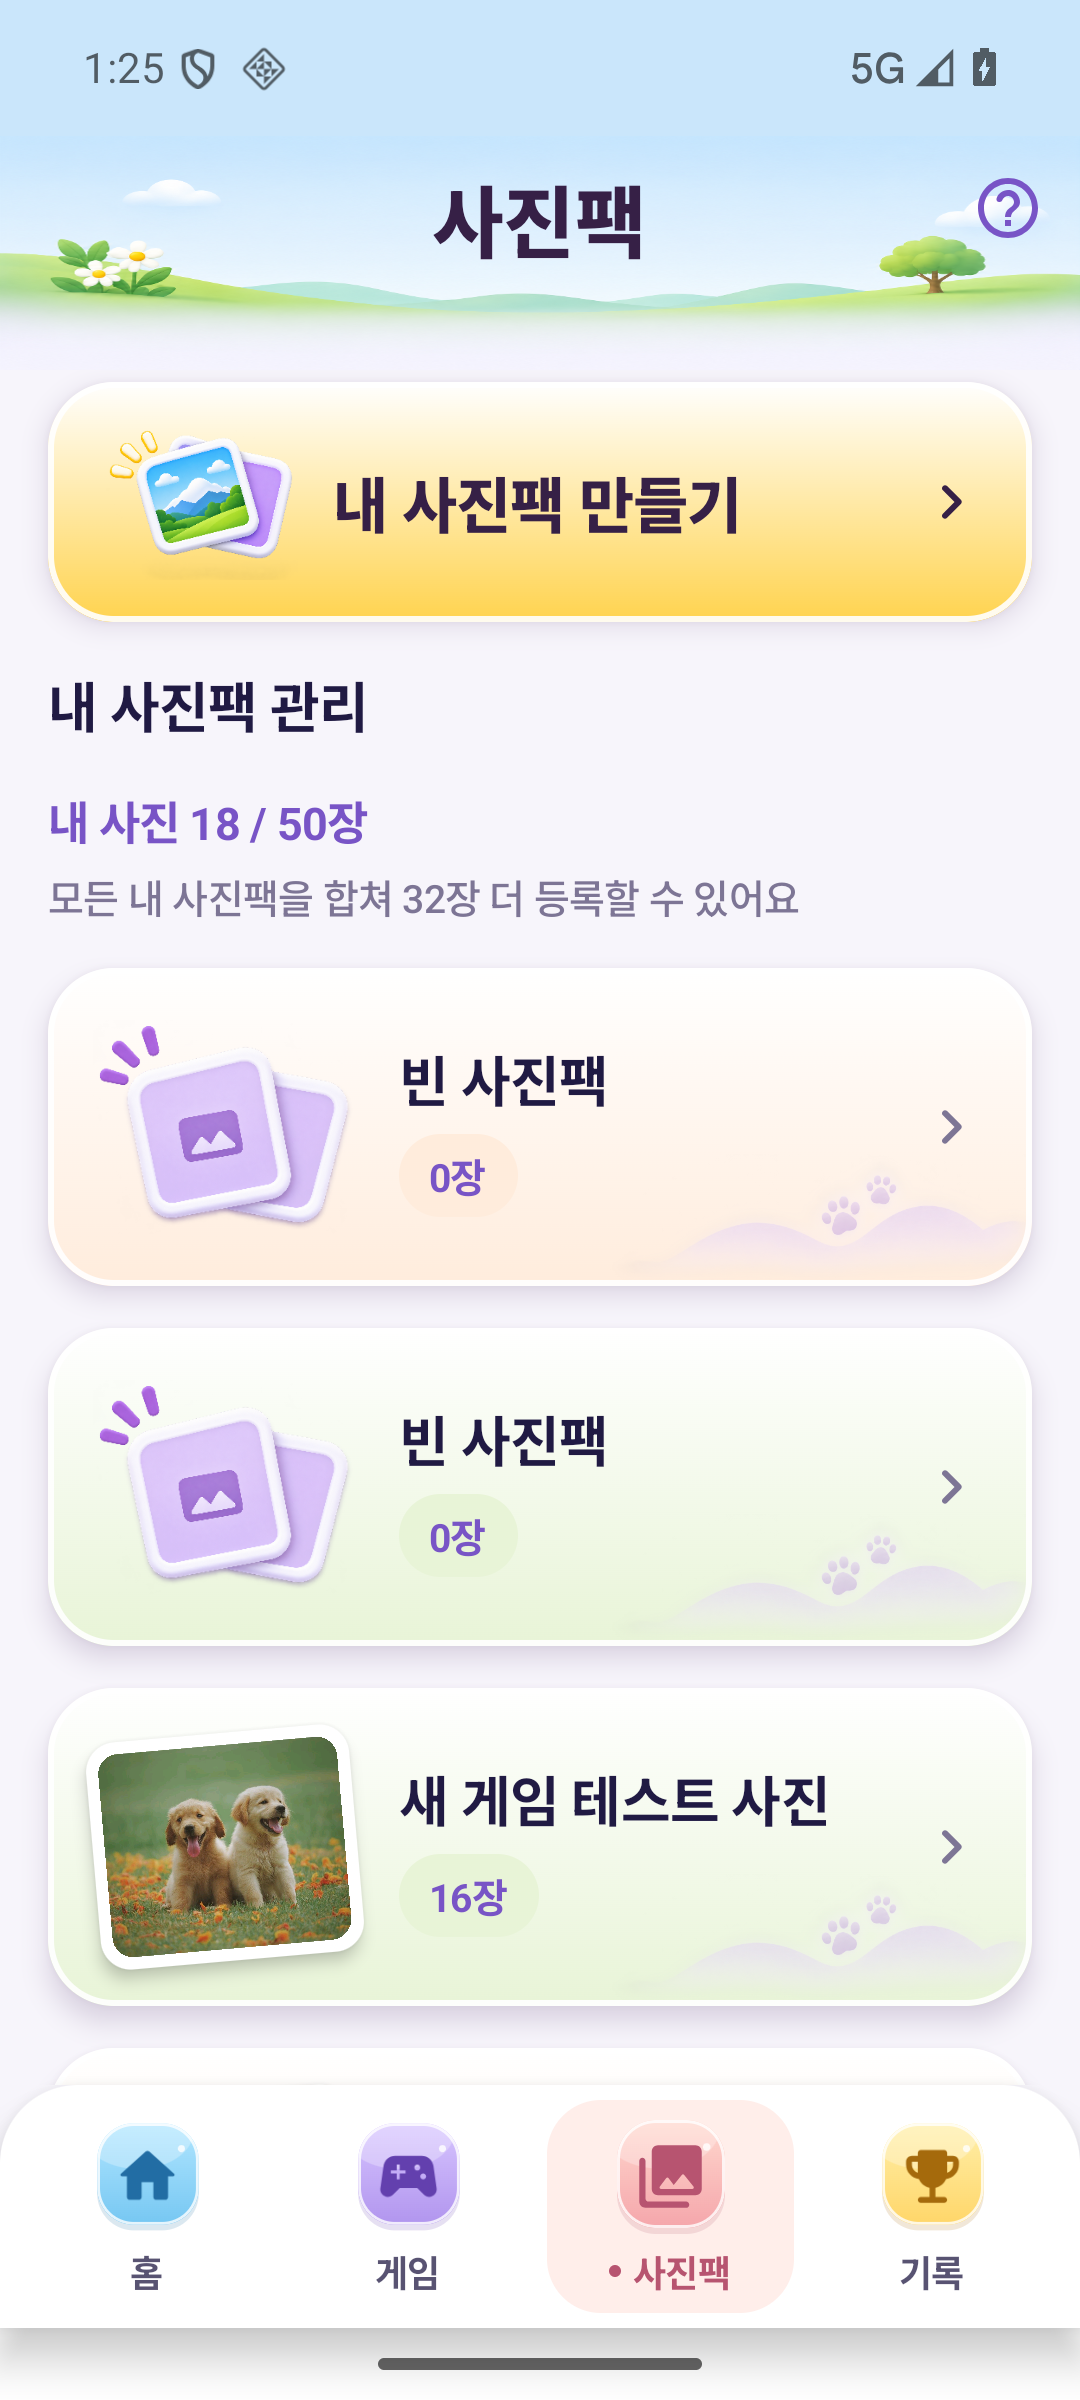 1:25
5G
사진팩
내 사진팩 만들기
내 사진팩 관리
내 사진 18 / 50장
모든 내 사진팩을 합쳐 32장 더 등록할 수 있어요
빈 사진팩
0장
빈 사진팩
0장
새 게임 테스트 사진
16장
홈
게임
• 사진팩
기록